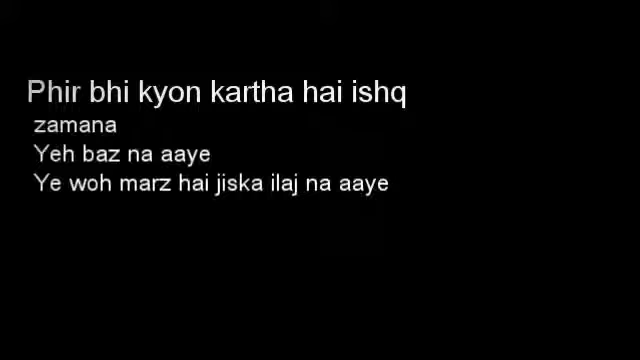 Phir bhi kyon kartha hai ishq
zamana
Yeh baz na aaye
Ye woh marz hai jiska ilaj na aaye